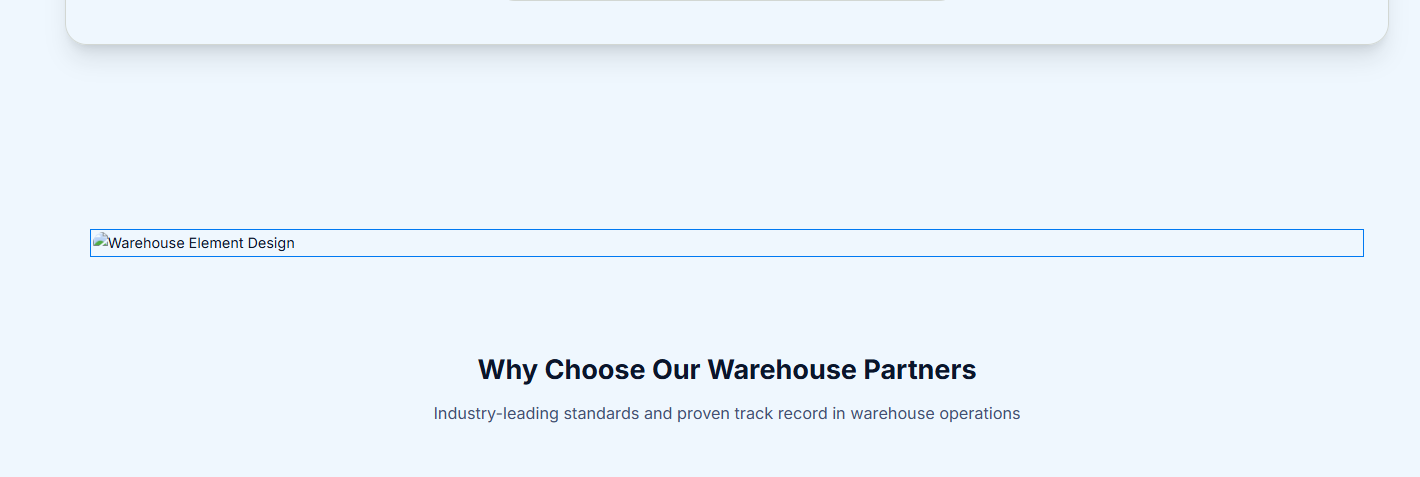 Warehouse Element Design
Why Choose Our Warehouse Partners
Industry-leading standards and proven track record in warehouse operations